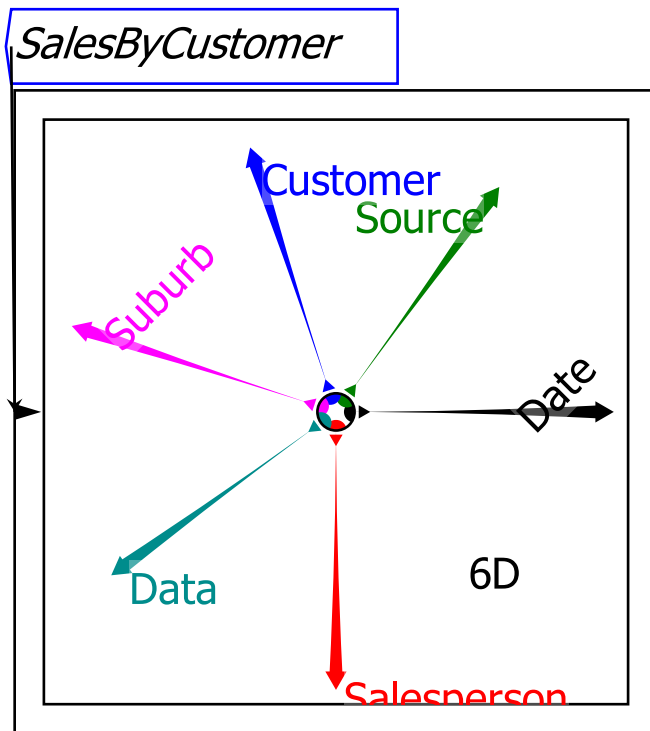 SalesByCustomer
Customer
Source
Suburb
Date
6D
Data
Salesperson